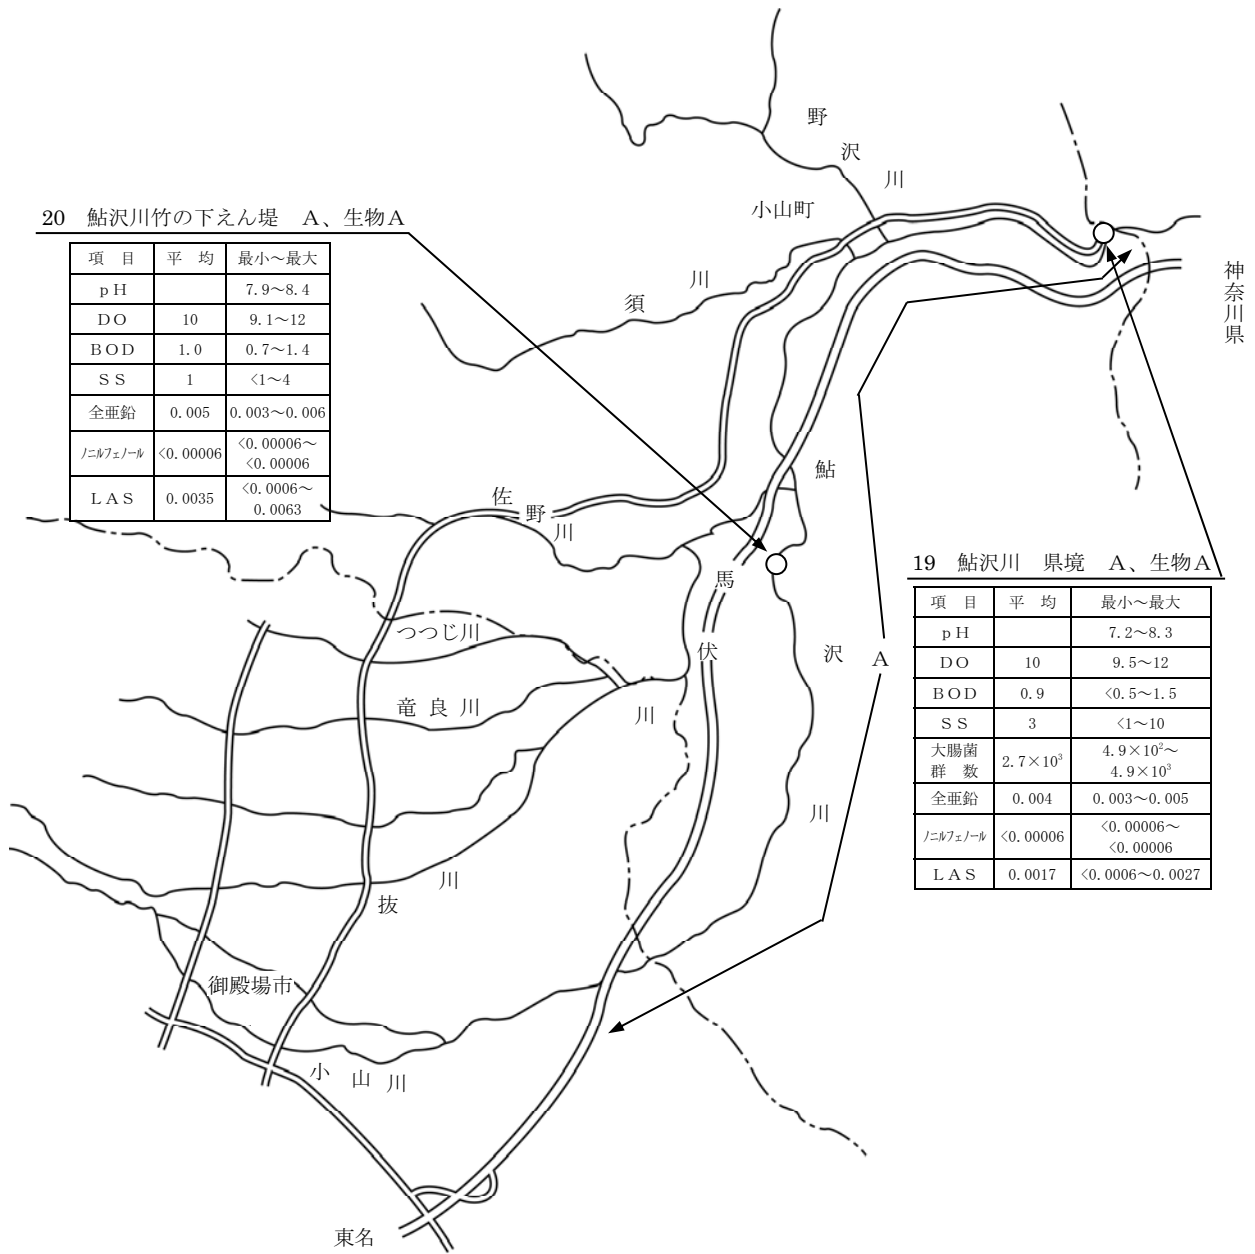 野
沢
川
小山町
20 鮎沢川竹の下えん堤 A、生物A
項 目 平 均 最小～最大
pH 7.9～8.4
DO 10 9.1～12
BOD 1.0 0.7～1.4
SS 1 <1～4
全亜鉛 0.005 0.003～0.006
ノニルフェノール <0.00006 <0.00006～
<0.00006
LAS 0.0035 <0.0006～
0.0063
須
川
神
奈
川
県
鮎
沢
川
佐
野
川
馬
伏
川
A
19 鮎沢川 県境 A、生物A
項 目 平 均 最小～最大
pH 7.2～8.3
DO 10 9.5～12
BOD 0.9 <0.5～1.5
SS 3 <1～10
大腸菌
群 数 2.7×10³ 4.9×10²～
4.9×10³
全亜鉛 0.004 0.003～0.005
ノニルフェノール <0.00006 <0.00006～
<0.00006
LAS 0.0017 <0.0006～0.0027
つつじ川
竜良川
抜
川
御殿場市
小山川
東名